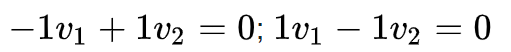 −1v₁ + 1v₂ = 0; 1v₁ − 1v₂ = 0